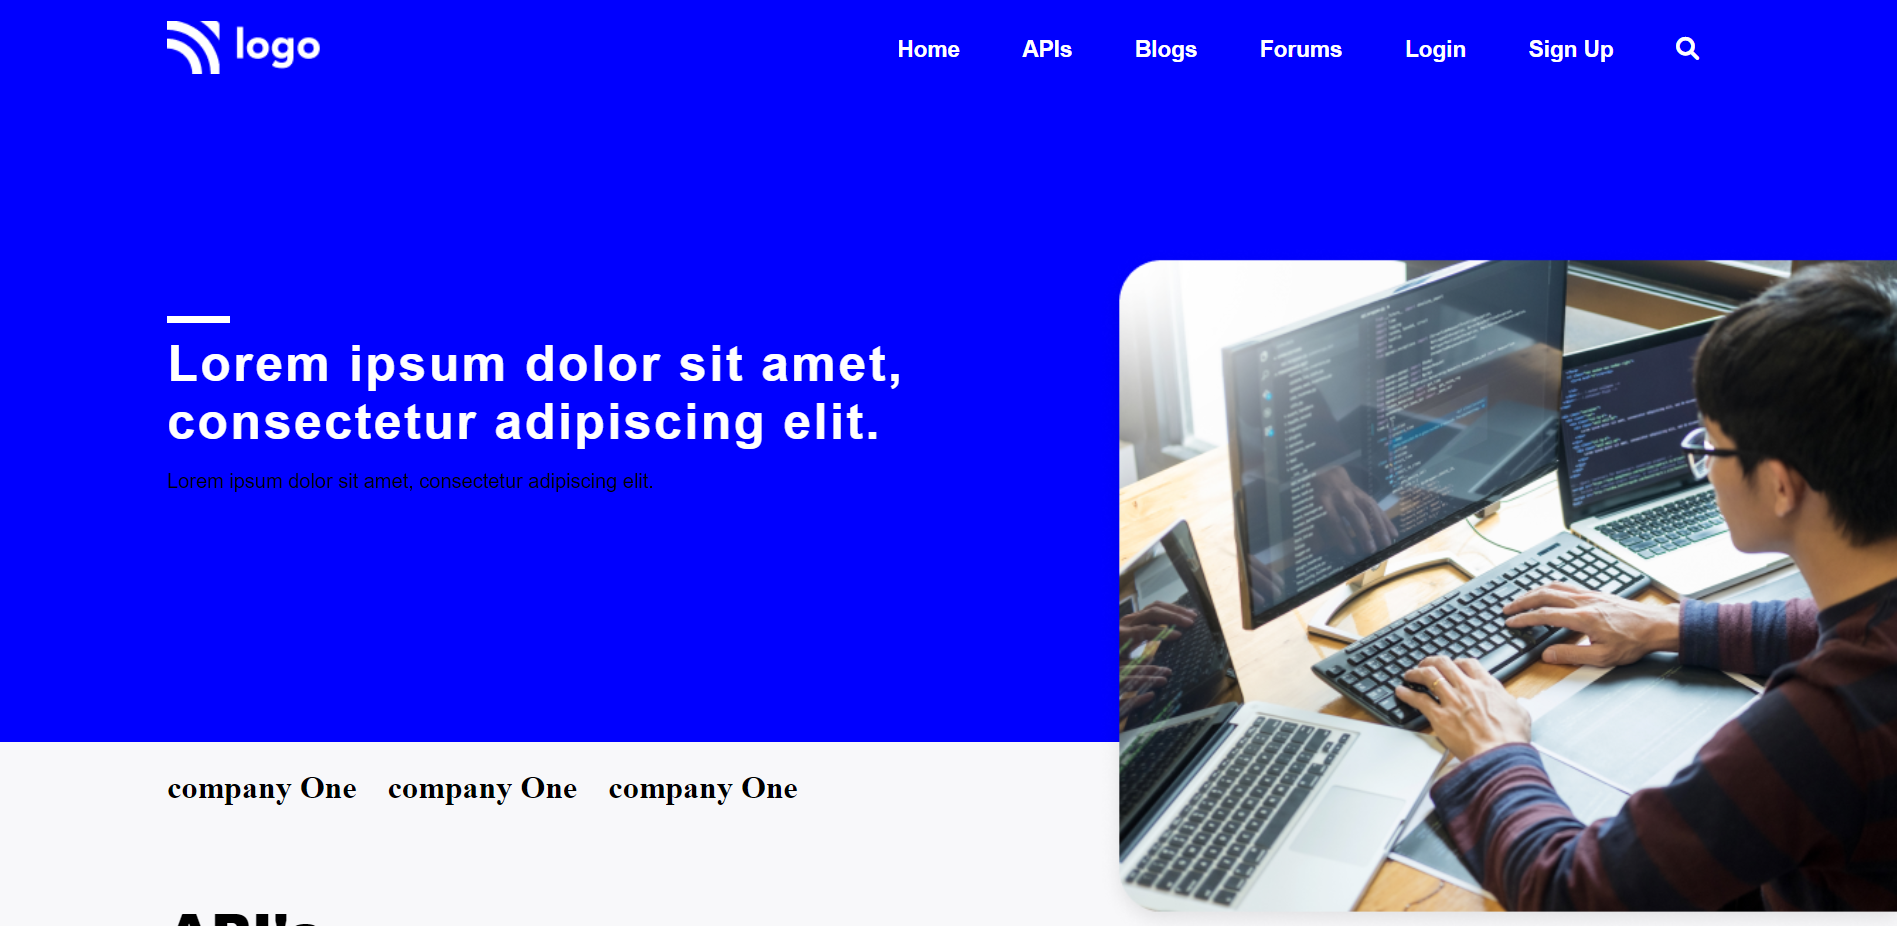 logo
Home APIs Blogs Forums Login Sign Up
Lorem ipsum dolor sit amet,
consectetur adipiscing elit.
Lorem ipsum dolor sit amet, consectetur adipiscing elit.
company One company One company One
API's